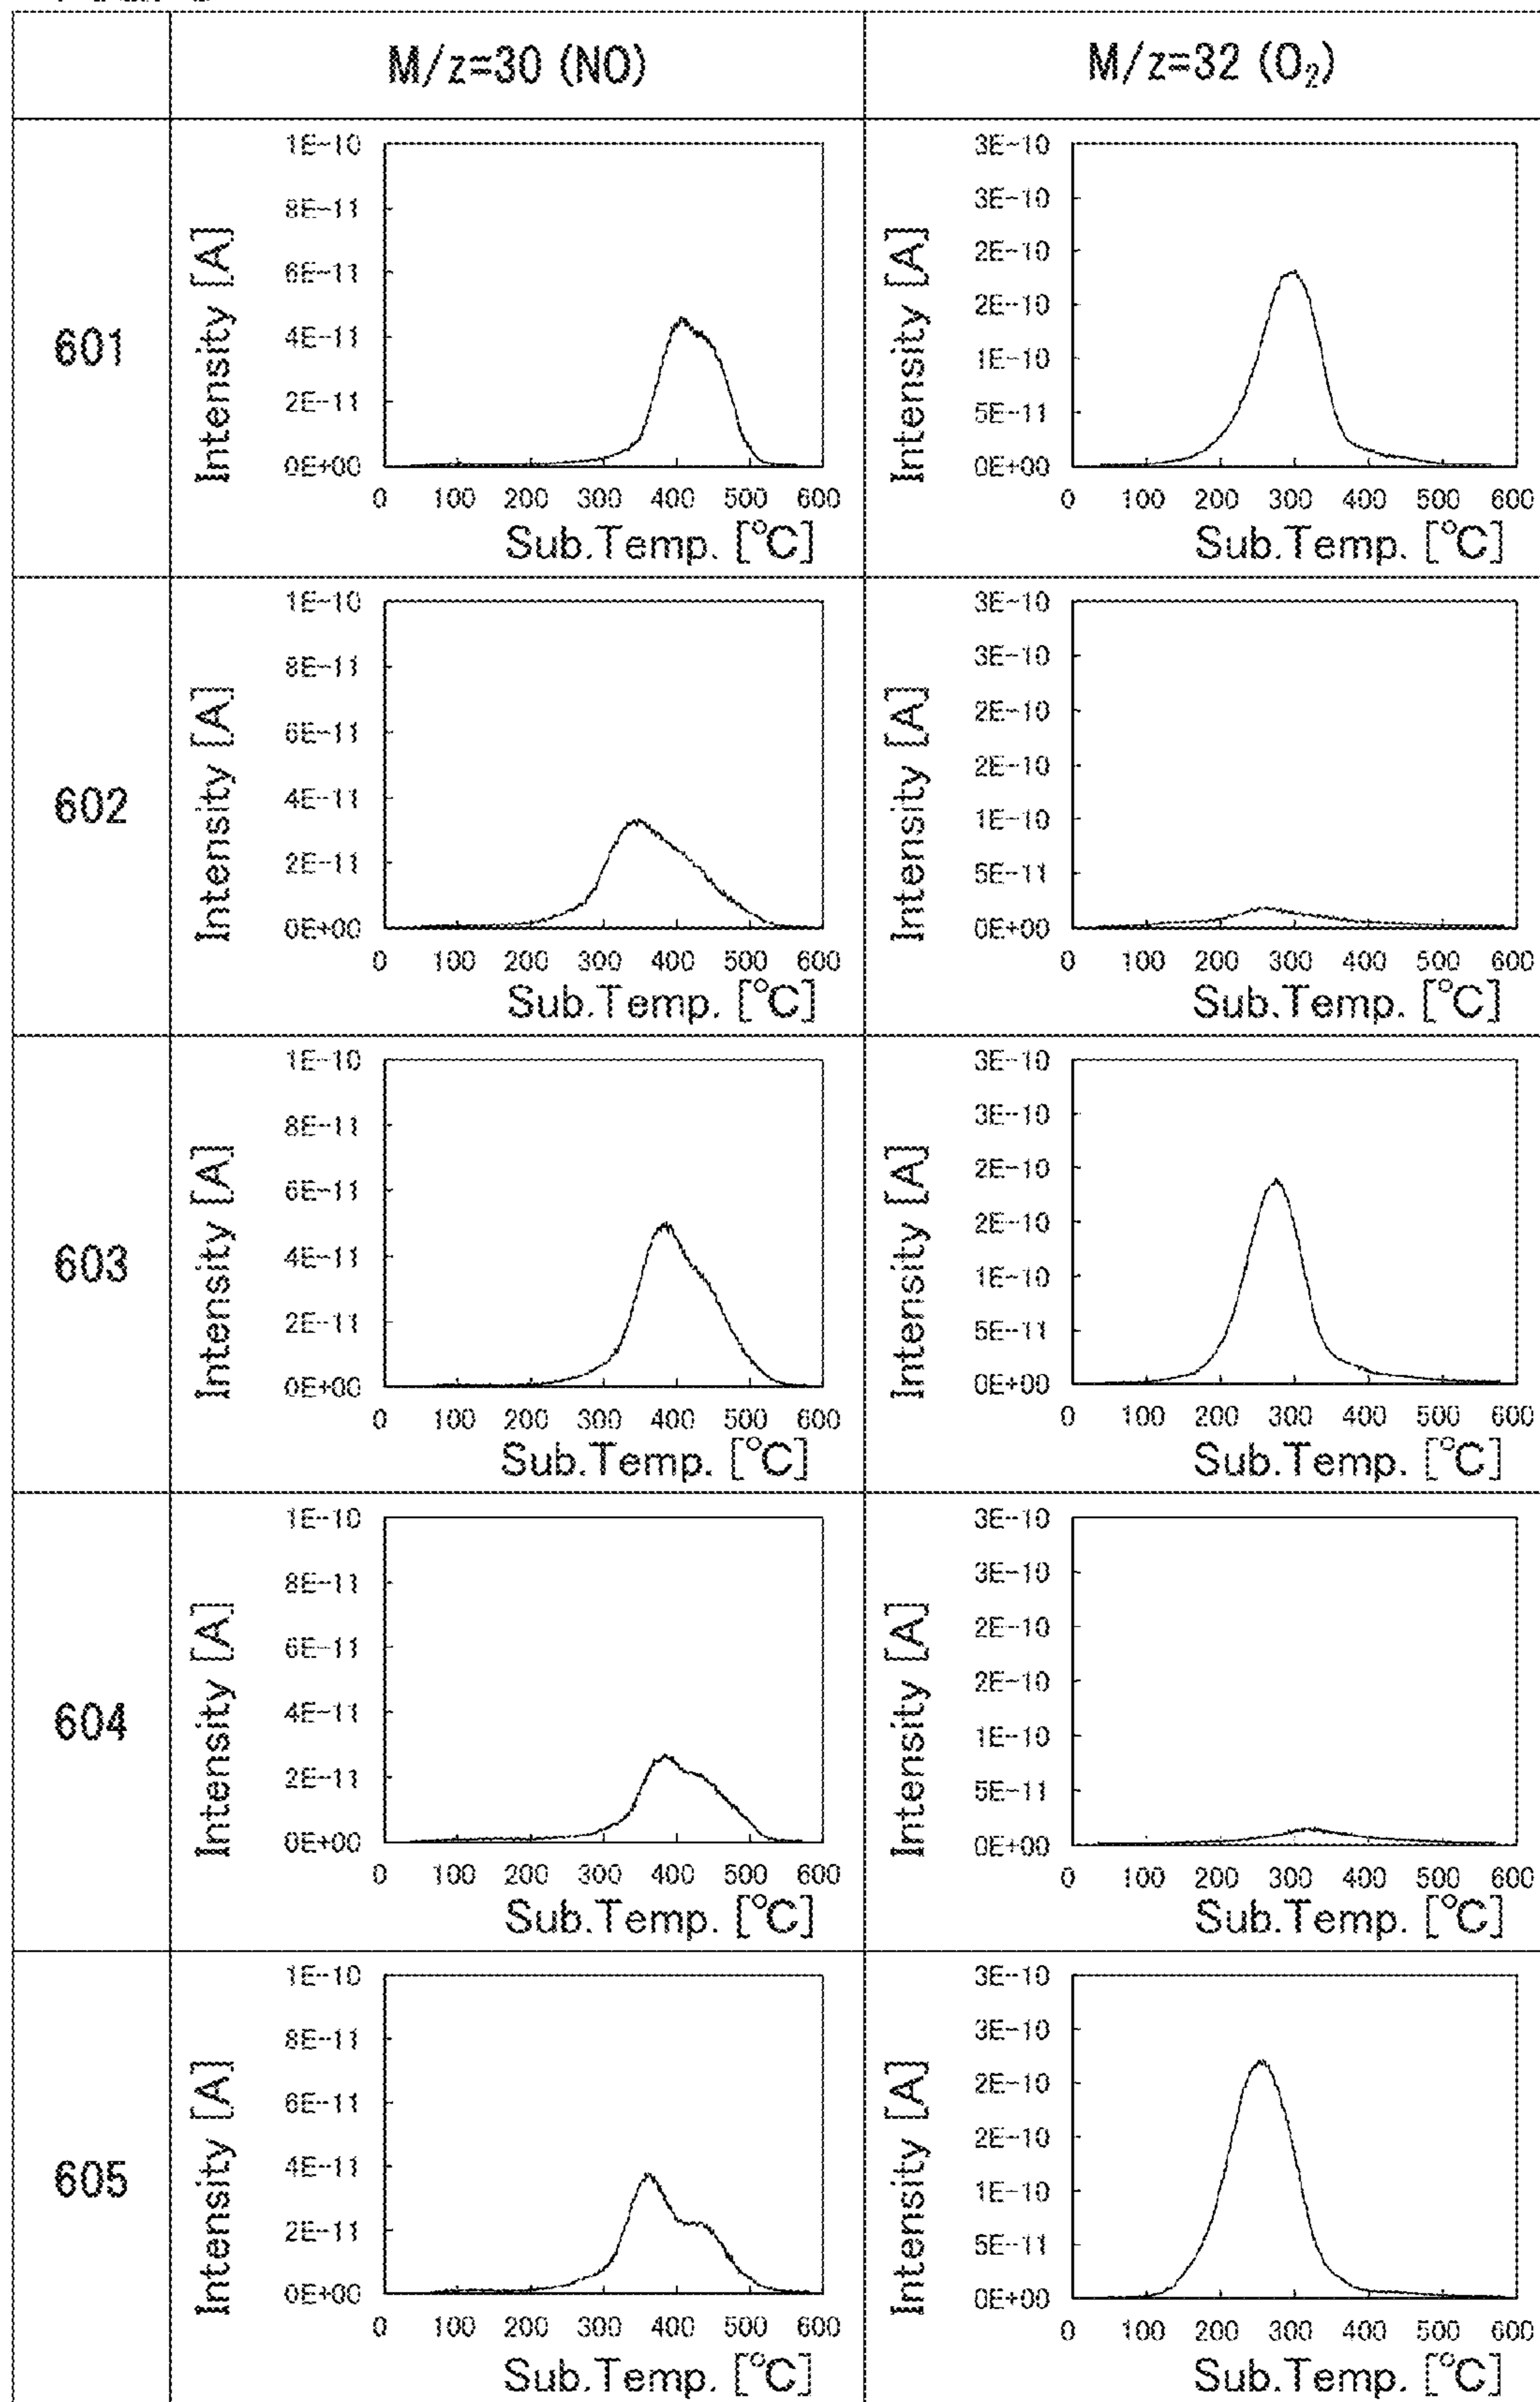 M/z=30 (NO) M/z=32 (O₂)
601
Intensity [A]
1E-10
8E-11
6E-11
4E-11
2E-11
0E+00
0 100 200 300 400 500 600
Sub.Temp. [°C]
Intensity [A]
3E-10
3E-10
2E-10
2E-10
1E-10
5E-11
0E+00
0 100 200 300 400 500 600
Sub.Temp. [°C]
602
Intensity [A]
1E-10
8E-11
6E-11
4E-11
2E-11
0E+00
0 100 200 300 400 500 600
Sub.Temp. [°C]
Intensity [A]
3E-10
3E-10
2E-10
2E-10
1E-10
5E-11
0E+00
0 100 200 300 400 500 600
Sub.Temp. [°C]
603
Intensity [A]
1E-10
8E-11
6E-11
4E-11
2E-11
0E+00
0 100 200 300 400 500 600
Sub.Temp. [°C]
Intensity [A]
3E-10
3E-10
2E-10
2E-10
1E-10
5E-11
0E+00
0 100 200 300 400 500 600
Sub.Temp. [°C]
604
Intensity [A]
1E-10
8E-11
6E-11
4E-11
2E-11
0E+00
0 100 200 300 400 500 600
Sub.Temp. [°C]
Intensity [A]
3E-10
3E-10
2E-10
2E-10
1E-10
5E-11
0E+00
0 100 200 300 400 500 600
Sub.Temp. [°C]
605
Intensity [A]
1E-10
8E-11
6E-11
4E-11
2E-11
0E+00
0 100 200 300 400 500 600
Sub.Temp. [°C]
Intensity [A]
3E-10
3E-10
2E-10
2E-10
1E-10
5E-11
0E+00
0 100 200 300 400 500 600
Sub.Temp. [°C]